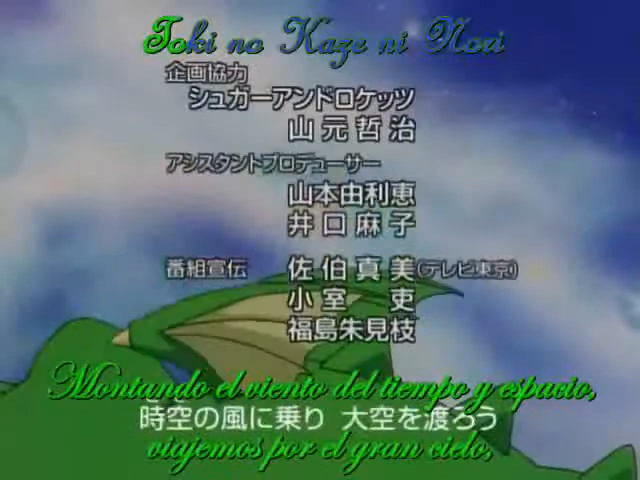 Toki no Kaze ni Nori
企画協力
シュガーアンドロケッツ
山元哲治
アシスタントプロデューサー
山本由利恵
井口麻子
番組宣伝 佐伯真美(テレビ東京)
小室 吏
福島朱見枝
Montando el viento del tiempo y espacio,
時空の風に乗り 大空を渡ろう
viajemos por el gran cielo,